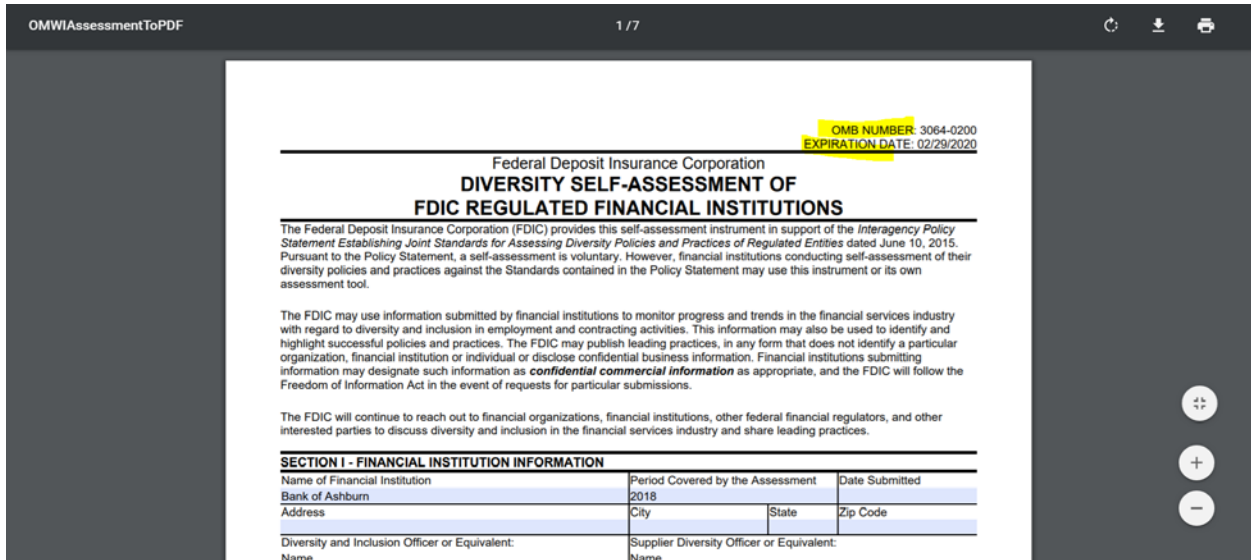 OMWIAssessmentToPDF
1 / 7
OMB NUMBER: 3064-0200
EXPIRATION DATE: 02/29/2020
Federal Deposit Insurance Corporation
DIVERSITY SELF-ASSESSMENT OF
FDIC REGULATED FINANCIAL INSTITUTIONS
The Federal Deposit Insurance Corporation (FDIC) provides this self-assessment instrument in support of the Interagency Policy
Statement Establishing Joint Standards for Assessing Diversity Policies and Practices of Regulated Entities dated June 10, 2015.
Pursuant to the Policy Statement, a self-assessment is voluntary. However, financial institutions conducting self-assessment of their
diversity policies and practices against the Standards contained in the Policy Statement may use this instrument or its own
assessment tool.
The FDIC may use information submitted by financial institutions to monitor progress and trends in the financial services industry
with regard to diversity and inclusion in employment and contracting activities. This information may also be used to identify and
highlight successful policies and practices. The FDIC may publish leading practices, in any form that does not identify a particular
organization, financial institution or individual or disclose confidential business information. Financial institutions submitting
information may designate such information as confidential commercial information as appropriate, and the FDIC will follow the
Freedom of Information Act in the event of requests for particular submissions.
The FDIC will continue to reach out to financial organizations, financial institutions, other federal financial regulators, and other
interested parties to discuss diversity and inclusion in the financial services industry and share leading practices.
SECTION I - FINANCIAL INSTITUTION INFORMATION
Name of Financial Institution Period Covered by the Assessment Date Submitted
Bank of Ashburn 2018
Address City State Zip Code
Diversity and Inclusion Officer or Equivalent: Supplier Diversity Officer or Equivalent:
Name Name